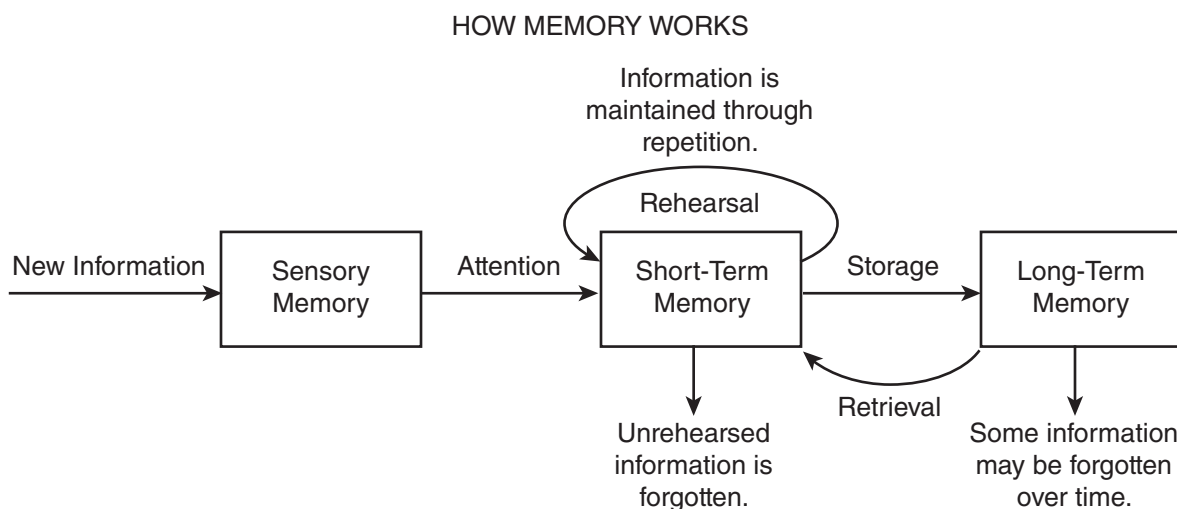 HOW MEMORY WORKS
Information is
maintained through
repetition.
Rehearsal
New Information
Sensory
Memory
Attention
Short-Term
Memory
Storage
Long-Term
Memory
Retrieval
Unrehearsed
information is
forgotten.
Some information
may be forgotten
over time.